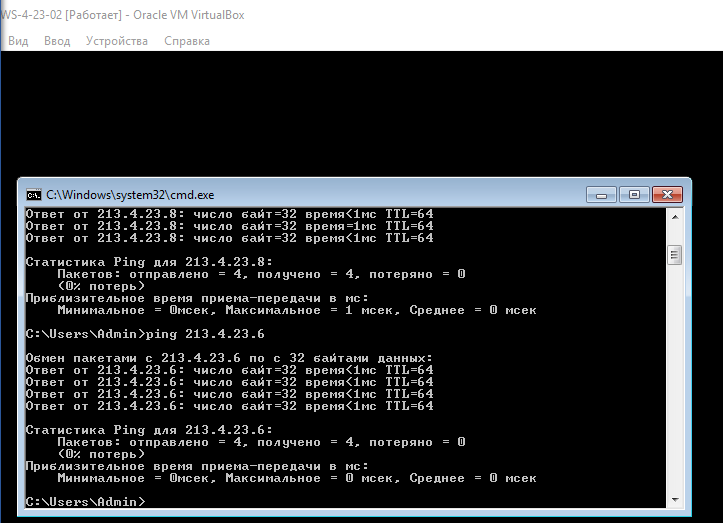 WS-4-23-02 [Работает] - Oracle VM VirtualBox
Вид Ввод Устройства Справка
C:\Windows\system32\cmd.exe
Ответ от 213.4.23.8: число байт=32 время<1мс TTL=64
Ответ от 213.4.23.8: число байт=32 время=1мс TTL=64
Ответ от 213.4.23.8: число байт=32 время<1мс TTL=64
Статистика Ping для 213.4.23.8:
Пакетов: отправлено = 4, получено = 4, потеряно = 0
(0% потерь)
Приблизительное время приема-передачи в мс:
Минимальное = 0мсек, Максимальное = 1 мсек, Среднее = 0 мсек
C:\Users\Admin>ping 213.4.23.6
Обмен пакетами с 213.4.23.6 по с 32 байтами данных:
Ответ от 213.4.23.6: число байт=32 время<1мс TTL=64
Ответ от 213.4.23.6: число байт=32 время<1мс TTL=64
Ответ от 213.4.23.6: число байт=32 время<1мс TTL=64
Ответ от 213.4.23.6: число байт=32 время<1мс TTL=64
Статистика Ping для 213.4.23.6:
Пакетов: отправлено = 4, получено = 4, потеряно = 0
(0% потерь)
Приблизительное время приема-передачи в мс:
Минимальное = 0мсек, Максимальное = 0 мсек, Среднее = 0 мсек
C:\Users\Admin>